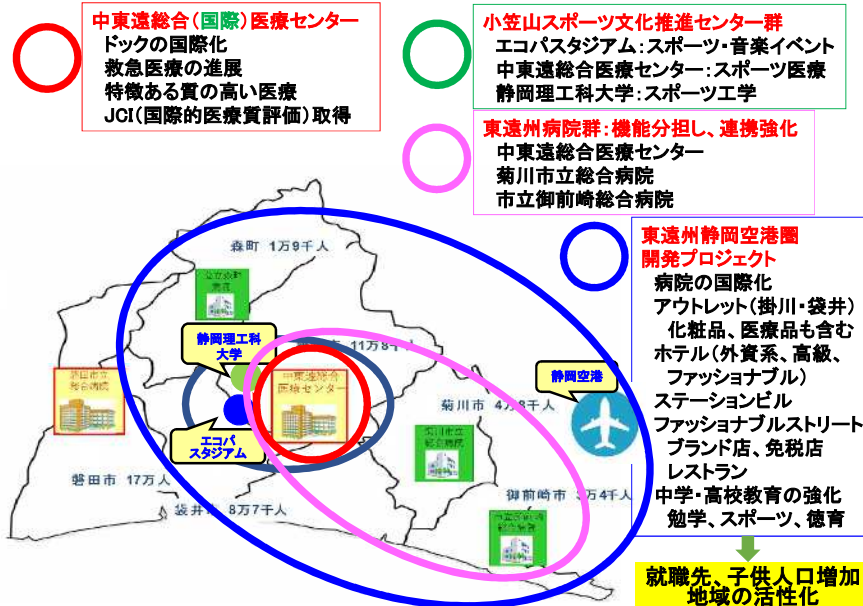 中東遠総合(国際)医療センター
ドックの国際化
救急医療の進展
特徴ある質の高い医療
JCI(国際的医療質評価)取得
小笠山スポーツ文化推進センター群
エコパスタジアム：スポーツ・音楽イベント
中東遠総合医療センター：スポーツ医療
静岡理工科大学：スポーツ工学
東遠州病院群：機能分担し、連携強化
中東遠総合医療センター
菊川市立総合病院
市立御前崎総合病院
東遠州静岡空港圏
開発プロジェクト
病院の国際化
アウトレット(掛川・袋井)
化粧品、医療品も含む
ホテル(外資系、高級、
ファッショナブル)
ステーションビル
ファッショナブルストリート
ブランド店、免税店
レストラン
中学・高校教育の強化
勉学、スポーツ、徳育
就職先、子供人口増加
地域の活性化
森町 1万9千人
静岡理工科
大学
11万8
磐田市立
総合病院
中東遠総合
医療センター
静岡空港
菊川市 4万8千人
菊川市立
総合病院
エコパ
スタジアム
磐田市 17万人
袋井 8万7千人
御前崎市 3万4千人